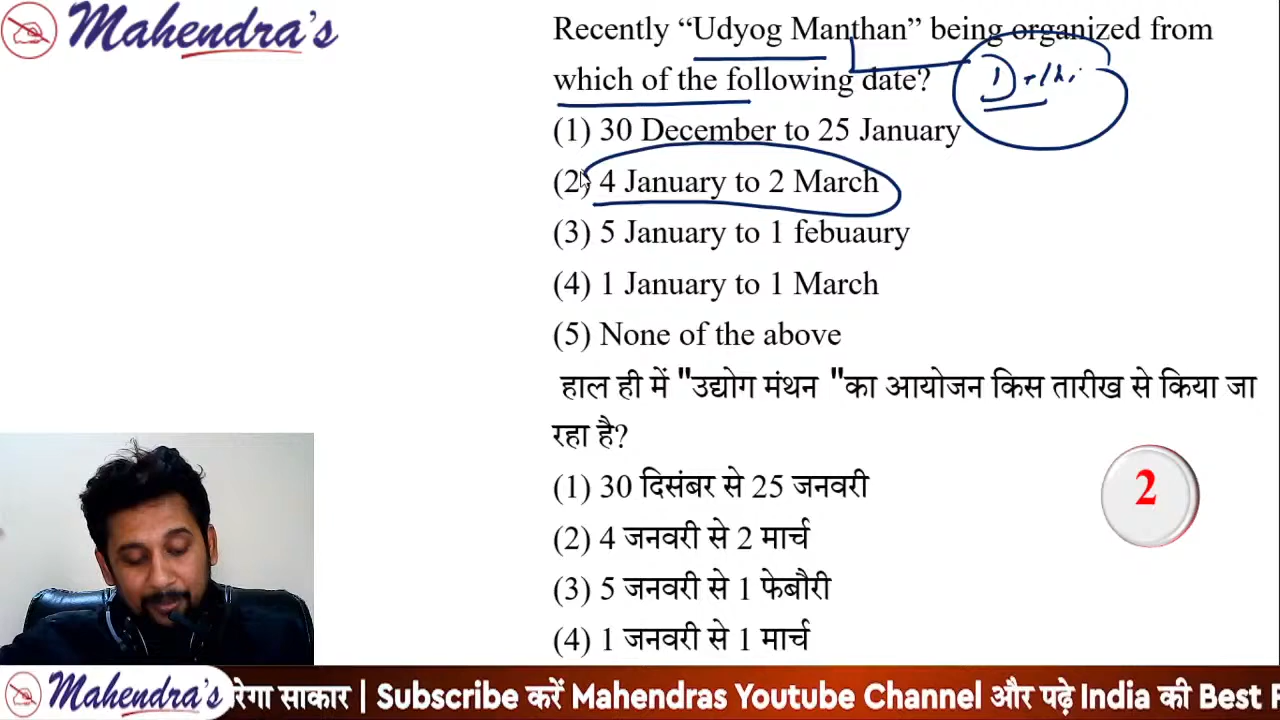 Mahendra's
Recently “Udyog Manthan” being organized from
which of the following date?
Delhi
(1) 30 December to 25 January
(2) 4 January to 2 March
(3) 5 January to 1 febuaury
(4) 1 January to 1 March
(5) None of the above
हाल ही में "उद्योग मंथन "का आयोजन किस तारीख से किया जा
रहा है?
(1) 30 दिसंबर से 25 जनवरी
(2) 4 जनवरी से 2 मार्च
(3) 5 जनवरी से 1 फेबौरी
(4) 1 जनवरी से 1 मार्च
2
Mahendra's रेगा साकार | Subscribe करें Mahendras Youtube Channel और पढ़े India की Best